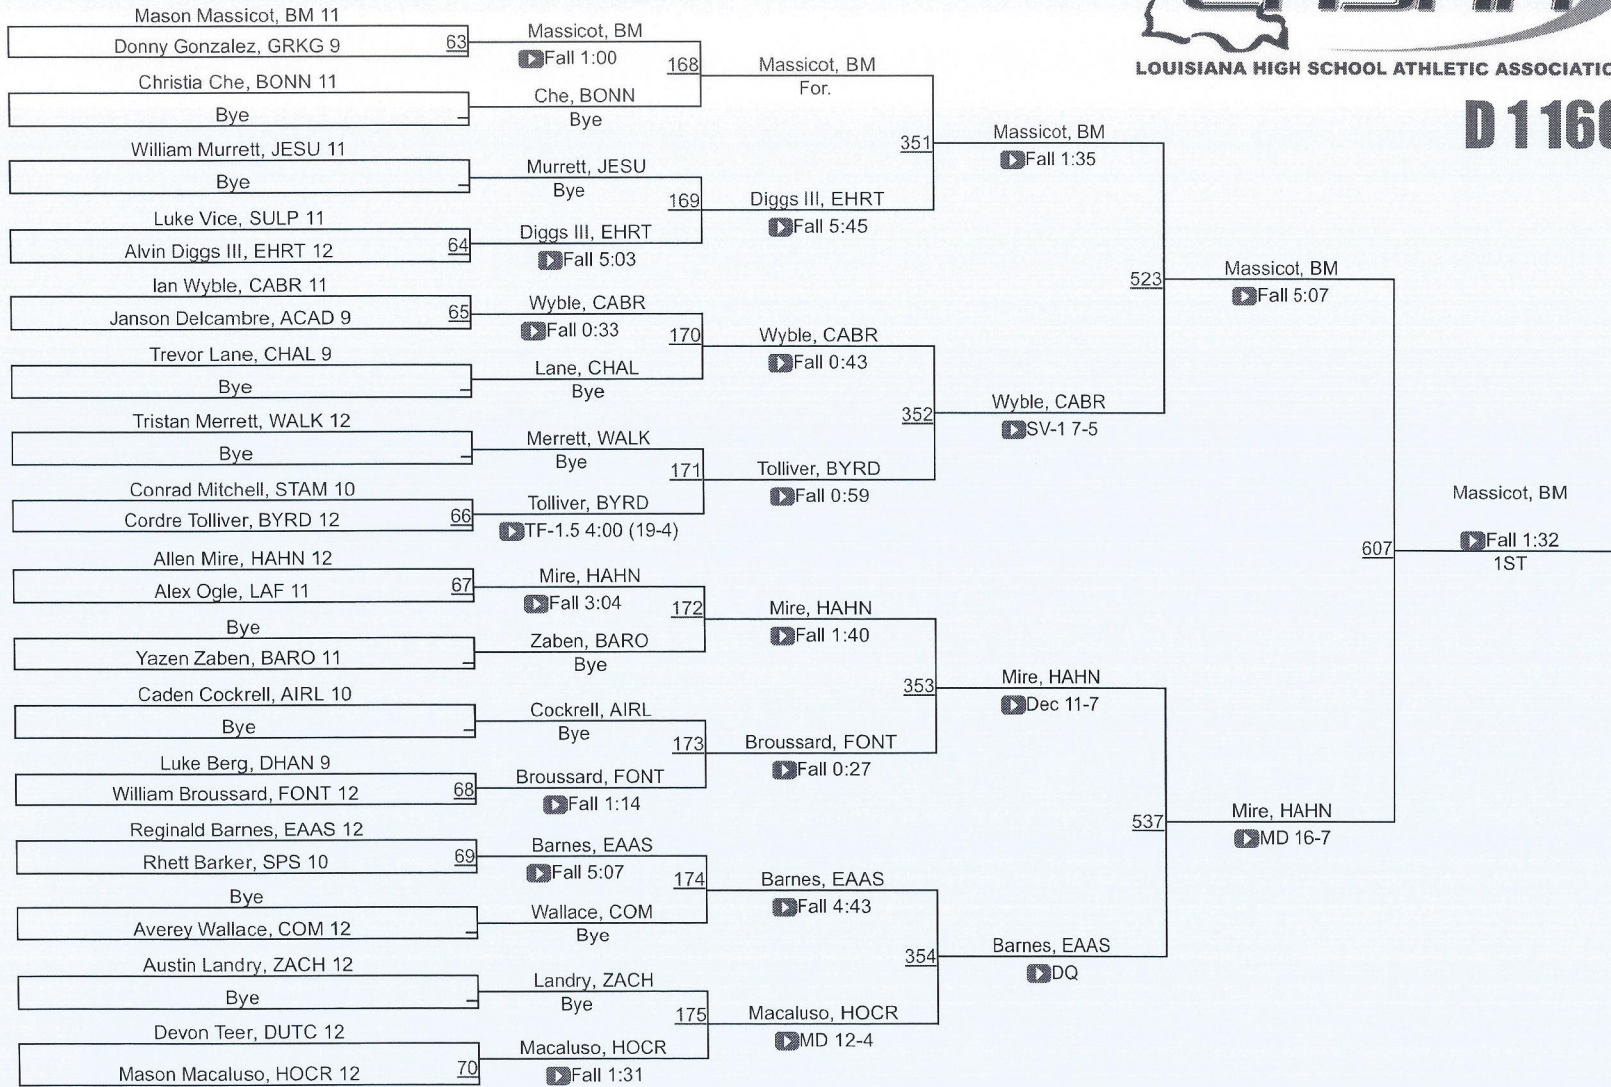 LOUISIANA HIGH SCHOOL ATHLETIC ASSOCIATIO
D 1 160
Mason Massicot, BM 11
Donny Gonzalez, GRKG 9
63
Christia Che, BONN 11
Bye
William Murrett, JESU 11
Bye
Luke Vice, SULP 11
Alvin Diggs III, EHRT 12
64
Ian Wyble, CABR 11
Janson Delcambre, ACAD 9
65
Trevor Lane, CHAL 9
Bye
Tristan Merrett, WALK 12
Bye
Conrad Mitchell, STAM 10
Cordre Tolliver, BYRD 12
66
Allen Mire, HAHN 12
Alex Ogle, LAF 11
67
Bye
Yazen Zaben, BARO 11
Caden Cockrell, AIRL 10
Bye
Luke Berg, DHAN 9
William Broussard, FONT 12
68
Reginald Barnes, EAAS 12
Rhett Barker, SPS 10
69
Bye
Averey Wallace, COM 12
Austin Landry, ZACH 12
Bye
Devon Teer, DUTC 12
Mason Macaluso, HOCR 12
70
Massicot, BM
Fall 1:00
168
Che, BONN
Bye
Murrett, JESU
Bye
169
Diggs III, EHRT
Fall 5:03
Wyble, CABR
Fall 0:33
170
Lane, CHAL
Bye
Merrett, WALK
Bye
171
Tolliver, BYRD
TF-1.5 4:00 (19-4)
Mire, HAHN
Fall 3:04
172
Zaben, BARO
Bye
Cockrell, AIRL
Bye
173
Broussard, FONT
Fall 1:14
Barnes, EAAS
Fall 5:07
174
Wallace, COM
Bye
Landry, ZACH
Bye
175
Macaluso, HOCR
Fall 1:31
Massicot, BM
For.
351
Diggs III, EHRT
Fall 5:45
Wyble, CABR
Fall 0:43
352
Tolliver, BYRD
Fall 0:59
Mire, HAHN
Fall 1:40
353
Broussard, FONT
Fall 0:27
Barnes, EAAS
Fall 4:43
354
Macaluso, HOCR
MD 12-4
Massicot, BM
Fall 1:35
523
Wyble, CABR
SV-1 7-5
Mire, HAHN
Dec 11-7
537
Barnes, EAAS
DQ
Massicot, BM
Fall 5:07
607
Mire, HAHN
MD 16-7
Massicot, BM
Fall 1:32
1ST